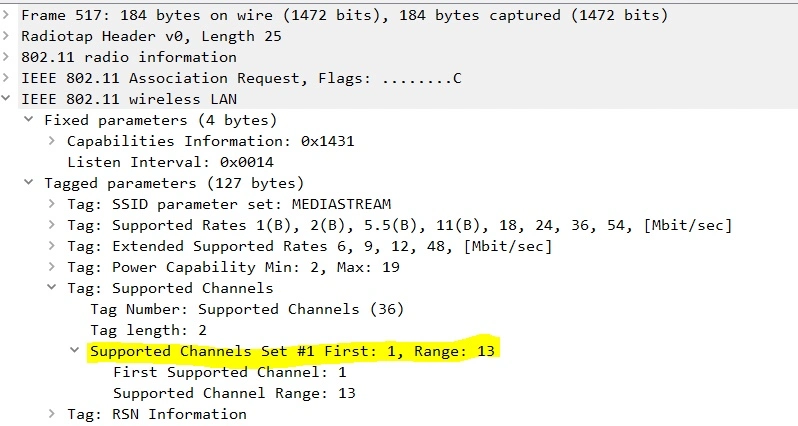 Frame 517: 184 bytes on wire (1472 bits), 184 bytes captured (1472 bits)
Radiotap Header v0, Length 25
802.11 radio information
IEEE 802.11 Association Request, Flags: ........C
IEEE 802.11 wireless LAN
Fixed parameters (4 bytes)
Capabilities Information: 0x1431
Listen Interval: 0x0014
Tagged parameters (127 bytes)
Tag: SSID parameter set: MEDIASTREAM
Tag: Supported Rates 1(B), 2(B), 5.5(B), 11(B), 18, 24, 36, 54, [Mbit/sec]
Tag: Extended Supported Rates 6, 9, 12, 48, [Mbit/sec]
Tag: Power Capability Min: 2, Max: 19
Tag: Supported Channels
Tag Number: Supported Channels (36)
Tag length: 2
Supported Channels Set #1 First: 1, Range: 13
First Supported Channel: 1
Supported Channel Range: 13
Tag: RSN Information